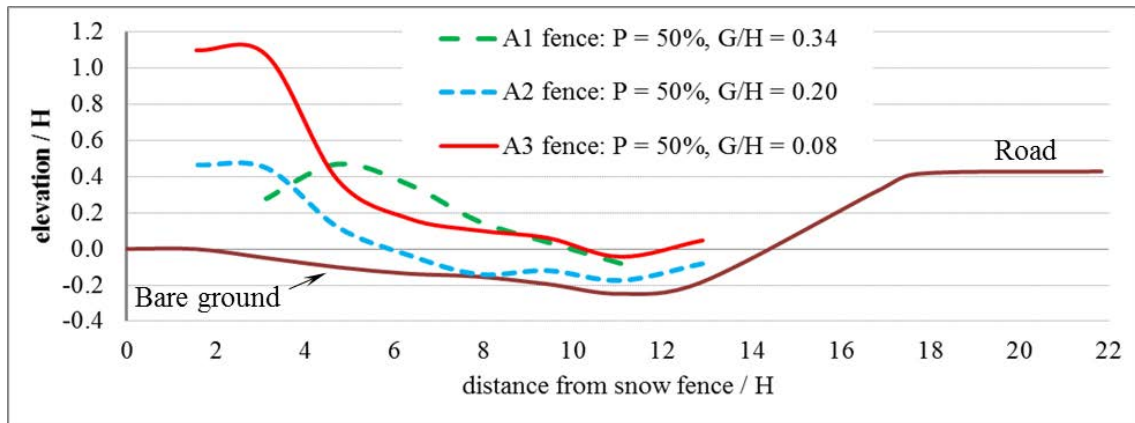 1.2
1.0
0.8
0.6
0.4
0.2
0.0
-0.2
-0.4
elevation / H
A1 fence: P = 50%, G/H = 0.34
A2 fence: P = 50%, G/H = 0.20
A3 fence: P = 50%, G/H = 0.08
Road
Bare ground
0 2 4 6 8 10 12 14 16 18 20 22
distance from snow fence / H